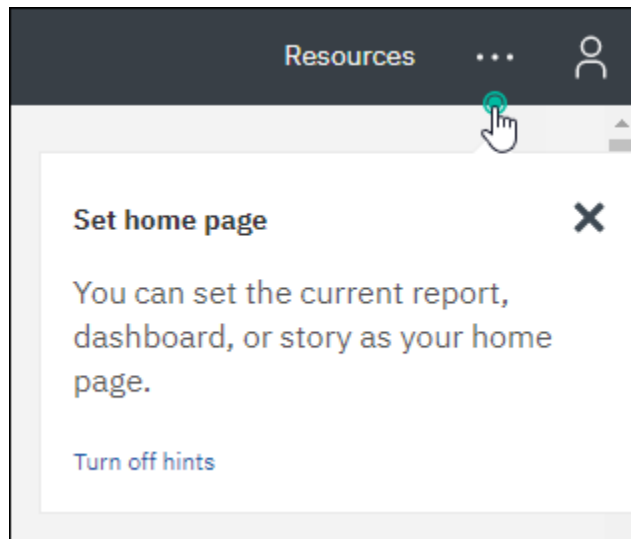 Resources
Set home page
You can set the current report,
dashboard, or story as your home
page.
Turn off hints